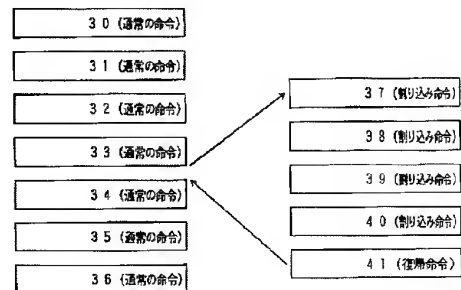 30 (通常の命令)
31 (通常の命令)
32 (通常の命令)
33 (通常の命令)
34 (通常の命令)
35 (通常の命令)
36 (通常の命令)
37 (割り込み命令)
38 (割り込み命令)
39 (割り込み命令)
40 (割り込み命令)
41 (復帰命令)